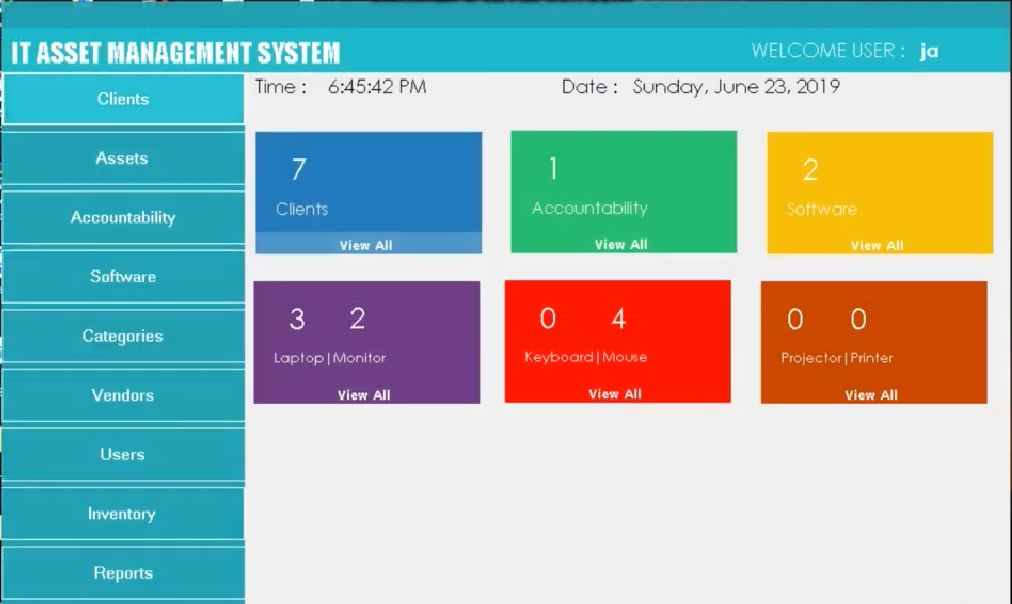 IT ASSET MANAGEMENT SYSTEM
WELCOME USER : ja
Time : 6:45:42 PM
Date : Sunday, June 23, 2019
Clients
Assets
Accountability
Software
Categories
Vendors
Users
Inventory
Reports
7
Clients
View All
1
Accountability
View All
2
Software
View All
3 2
Laptop|Monitor
View All
0 4
Keyboard|Mouse
View All
0 0
Projector|Printer
View All